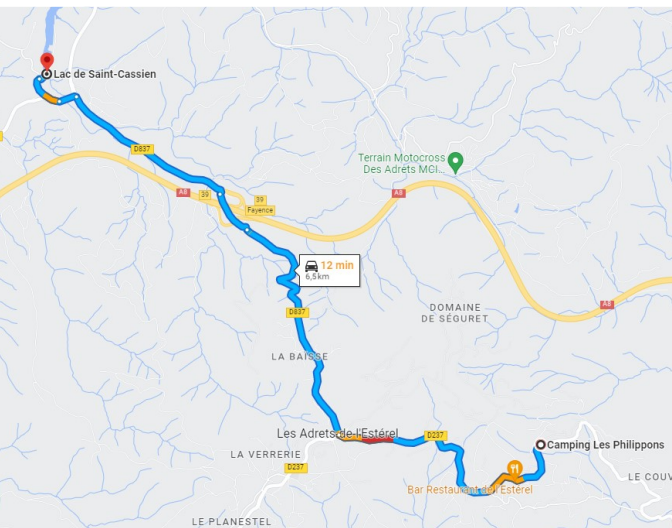 Lac de Saint-Cassien
D837
Terrain Motocross
Des Adrets MCI...
A8
39
39
Fayence
A8
12 min
6,5 km
A8
D837
DOMAINE
DE SÉGURET
LA BAISSE
Les Adrets-de-l'Estérel
D237
Camping Les Philippons
LA VERRERIE
D237
Bar Restaurant de l'Estérel
LE COUV
LE PLANESTEL